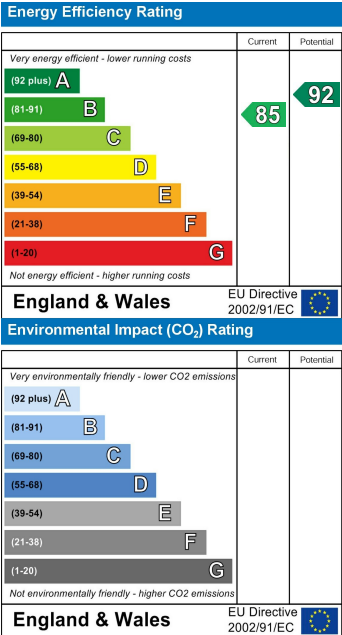 Energy Efficiency Rating
Current Potential
Very energy efficient - lower running costs
(92 plus) A
(81-91) B
(69-80) C
(55-68) D
(39-54) E
(21-38) F
(1-20) G
85
92
Not energy efficient - higher running costs
England & Wales
EU Directive
2002/91/EC
Environmental Impact (CO₂) Rating
Current Potential
Very environmentally friendly - lower CO2 emissions
(92 plus) A
(81-91) B
(69-80) C
(55-68) D
(39-54) E
(21-38) F
(1-20) G
Not environmentally friendly - higher CO2 emissions
England & Wales
EU Directive
2002/91/EC